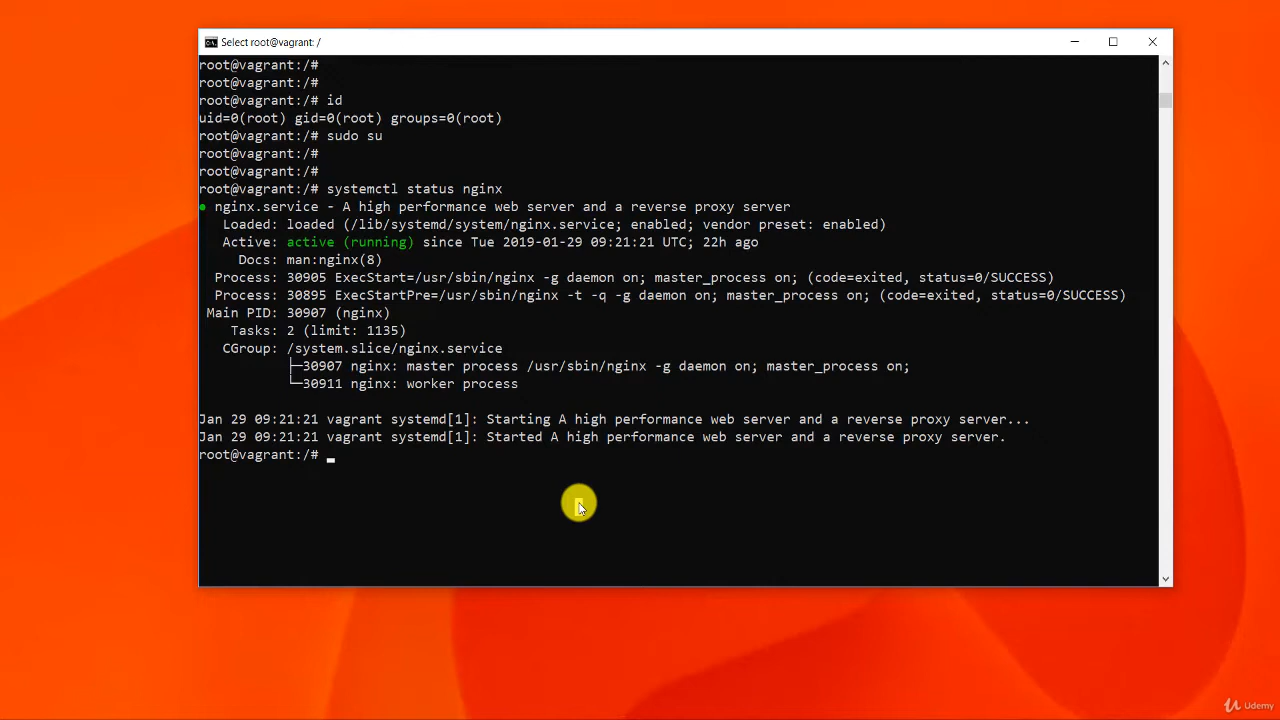 Select root@vagrant: /
root@vagrant:/#
root@vagrant:/#
root@vagrant:/# id
uid=0(root) gid=0(root) groups=0(root)
root@vagrant:/# sudo su
root@vagrant:/#
root@vagrant:/#
root@vagrant:/# systemctl status nginx
● nginx.service - A high performance web server and a reverse proxy server
Loaded: loaded (/lib/systemd/system/nginx.service; enabled; vendor preset: enabled)
Active: active (running) since Tue 2019-01-29 09:21:21 UTC; 22h ago
Docs: man:nginx(8)
Process: 30905 ExecStart=/usr/sbin/nginx -g daemon on; master_process on; (code=exited, status=0/SUCCESS)
Process: 30895 ExecStartPre=/usr/sbin/nginx -t -q -g daemon on; master_process on; (code=exited, status=0/SUCCESS)
Main PID: 30907 (nginx)
Tasks: 2 (limit: 1135)
CGroup: /system.slice/nginx.service
├─30907 nginx: master process /usr/sbin/nginx -g daemon on; master_process on;
└─30911 nginx: worker process
Jan 29 09:21:21 vagrant systemd[1]: Starting A high performance web server and a reverse proxy server...
Jan 29 09:21:21 vagrant systemd[1]: Started A high performance web server and a reverse proxy server.
root@vagrant:/#
Udemy